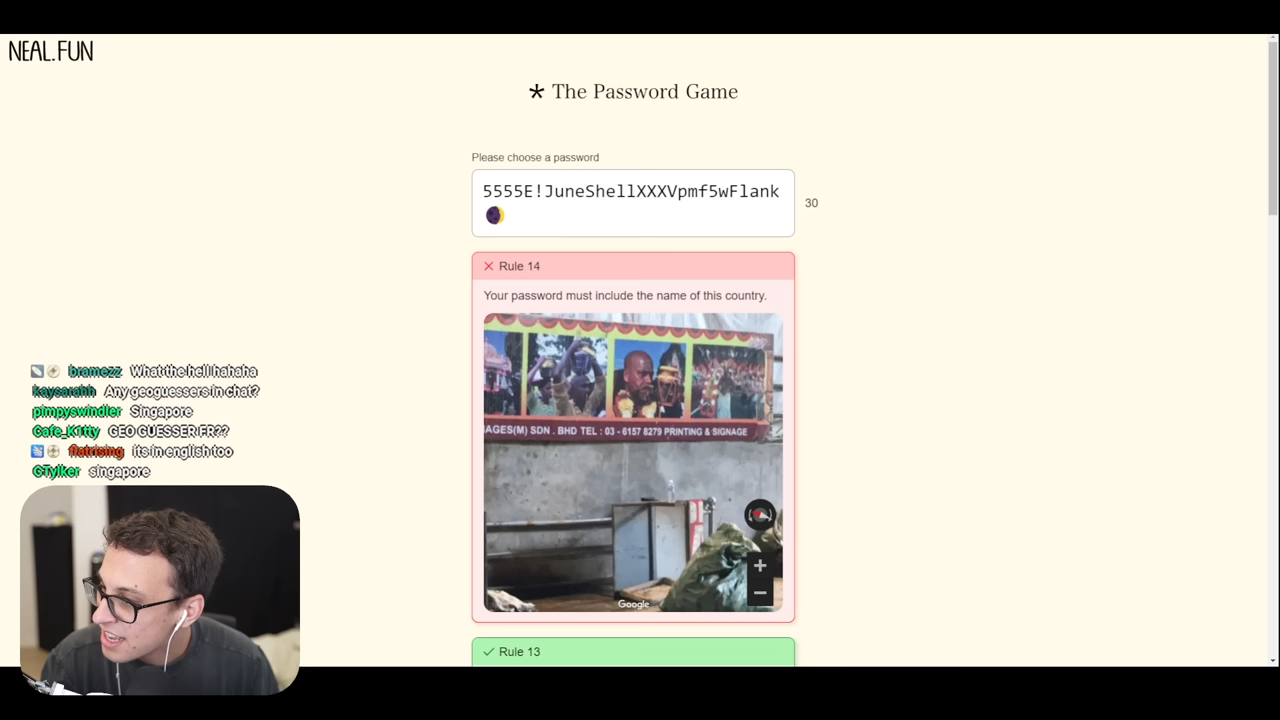 NEAL.FUN
* The Password Game
Please choose a password
5555E!JuneShellXXXVpmf5wFlank
🌒
30
Rule 14
Your password must include the name of this country.
AGES(M) SDN . BHD TEL : 03 - 6157 8279 PRINTING & SIGNAGE
+
−
Google
Rule 13
bramezz What the hell hahaha
kaysarahh Any geoguessers in chat?
pimpyswindler Singapore
Cafe_K1tty GEO GUESSER FR??
flatrising its in english too
GTylker singapore